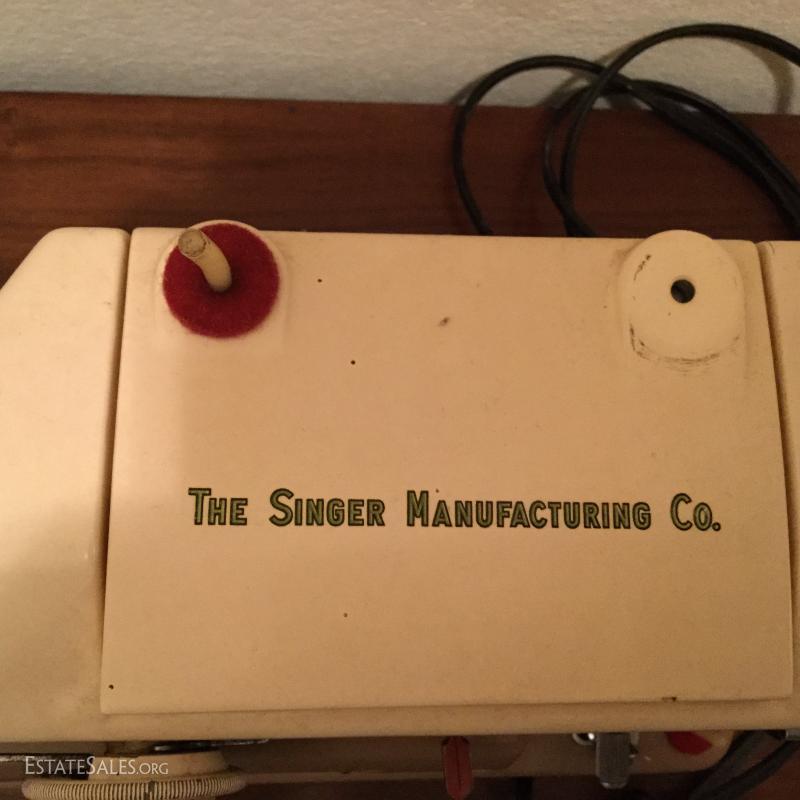 The Singer Manufacturing Co.
EstateSales.org